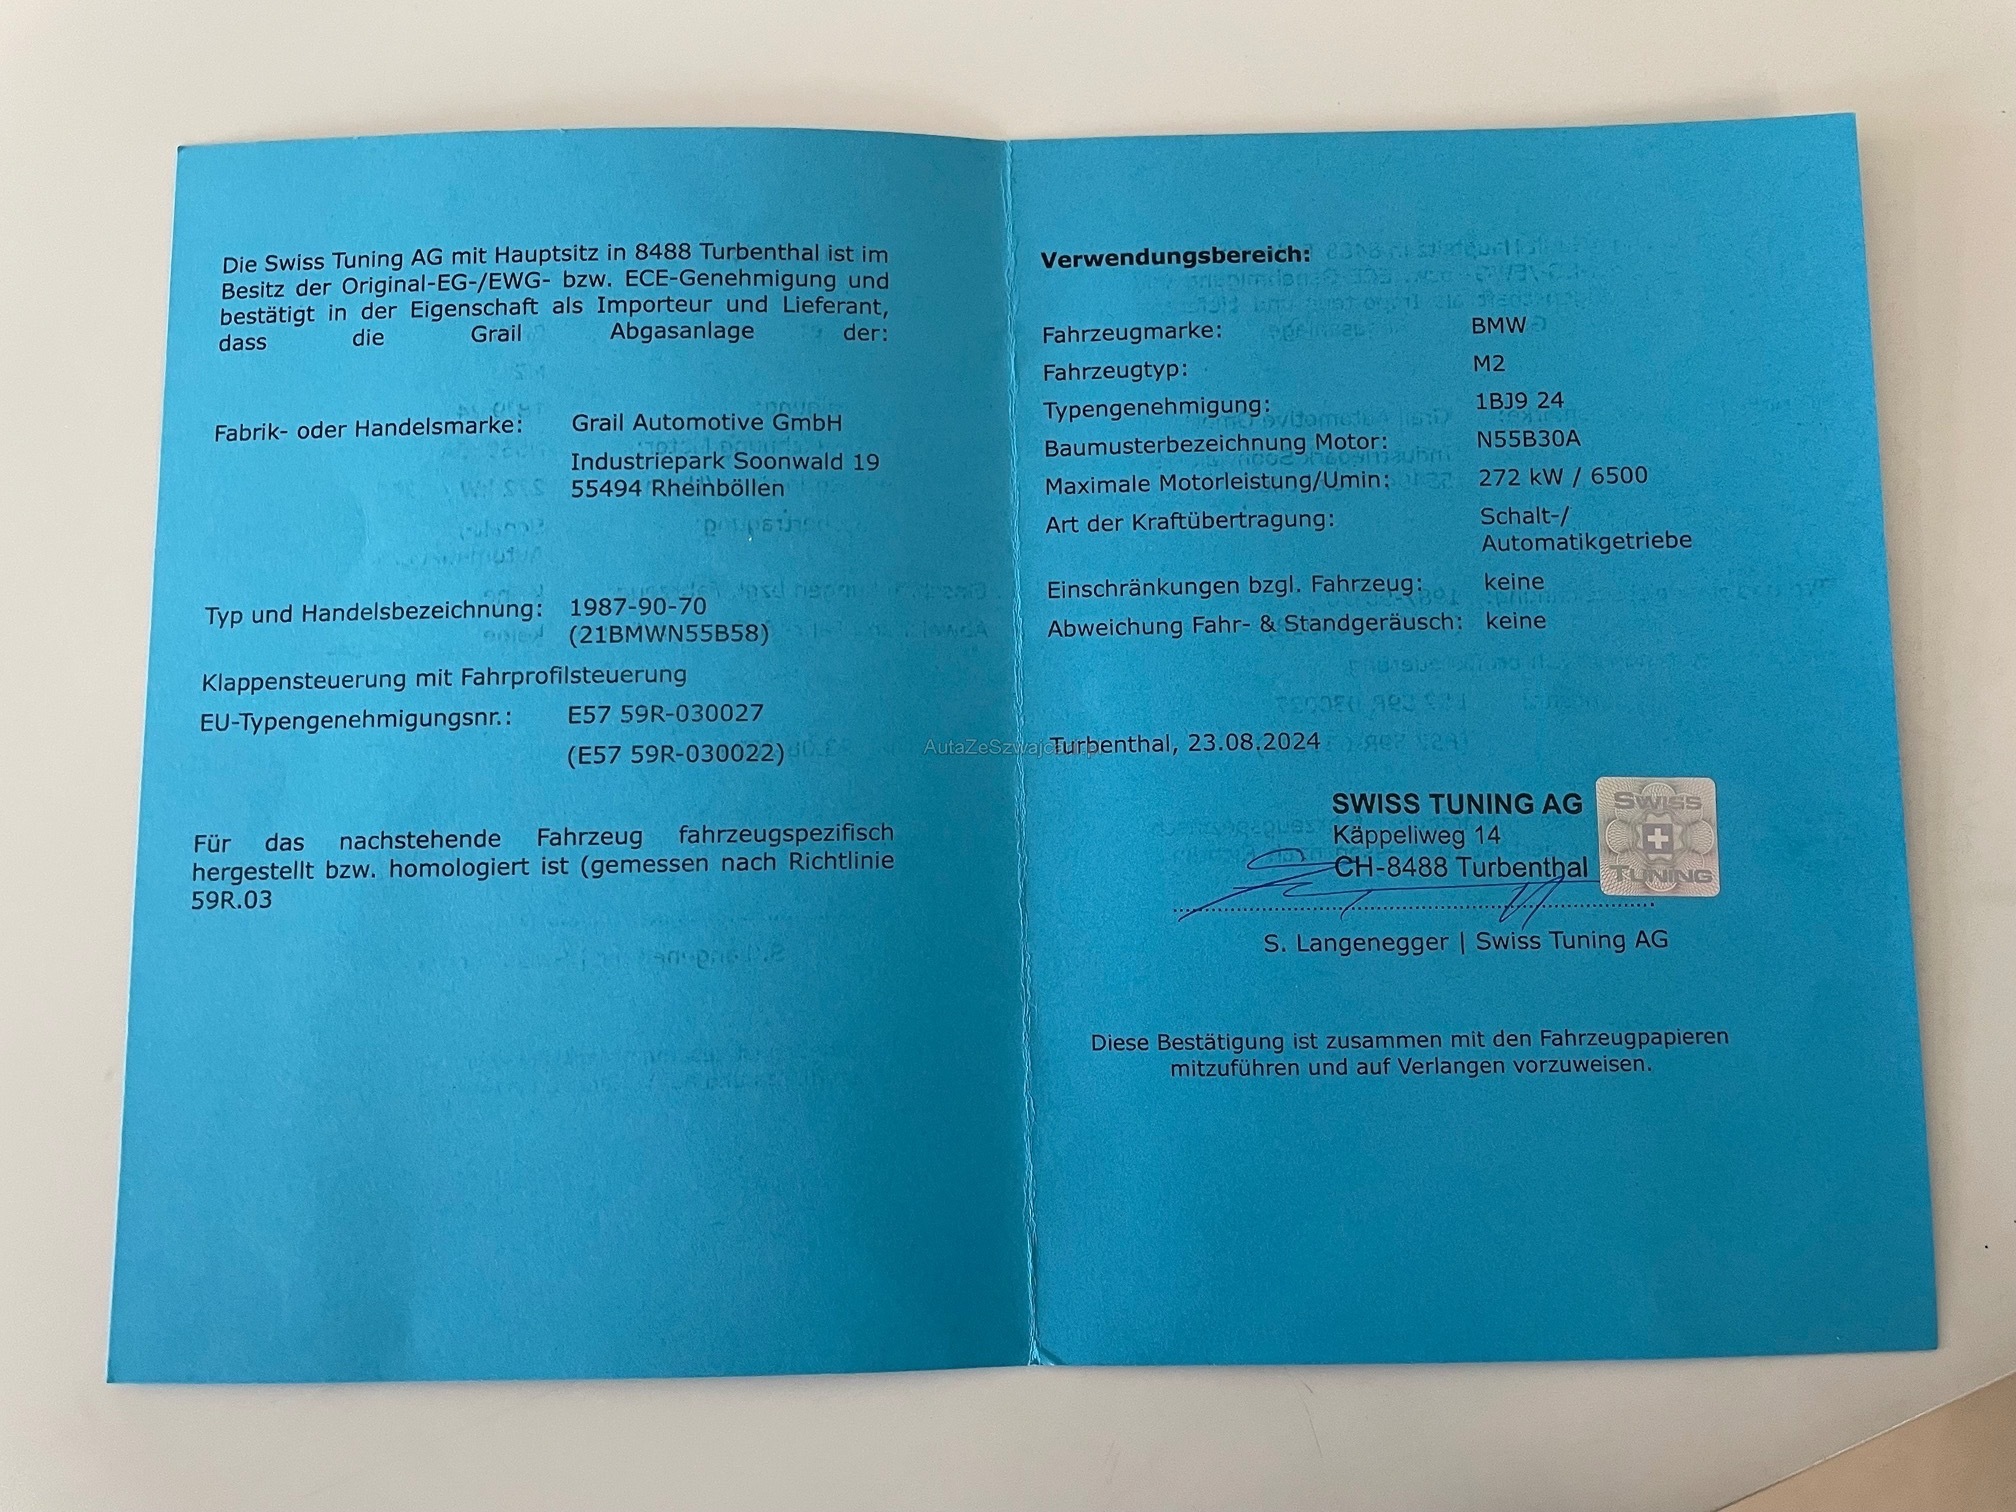 Die Swiss Tuning AG mit Hauptsitz in 8488 Turbenthal ist im
Besitz der Original-EG-/EWG- bzw. ECE-Genehmigung und
bestätigt in der Eigenschaft als Importeur und Lieferant,
dass die Grail Abgasanlage der:
Fabrik- oder Handelsmarke: Grail Automotive GmbH
Industriepark Soonwald 19
55494 Rheinböllen
Typ und Handelsbezeichnung: 1987-90-70
(21BMWN55B58)
Klappensteuerung mit Fahrprofilsteuerung
EU-Typengenehmigungsnr.: E57 59R-030027
(E57 59R-030022)
Für das nachstehende Fahrzeug fahrzeugspezifisch
hergestellt bzw. homologiert ist (gemessen nach Richtlinie
59R.03
Verwendungsbereich:
Fahrzeugmarke: BMW
Fahrzeugtyp: M2
Typengenehmigung: 1BJ9 24
Baumusterbezeichnung Motor: N55B30A
Maximale Motorleistung/Umin: 272 kW / 6500
Art der Kraftübertragung: Schalt-/
Automatikgetriebe
Einschränkungen bzgl. Fahrzeug: keine
Abweichung Fahr- & Standgeräusch: keine
Turbenthal, 23.08.2024
SWISS TUNING AG
Käppeliweg 14
CH-8488 Turbenthal
SWISS
TUNING
S. Langenegger | Swiss Tuning AG
Diese Bestätigung ist zusammen mit den Fahrzeugpapieren
mitzuführen und auf Verlangen vorzuweisen.